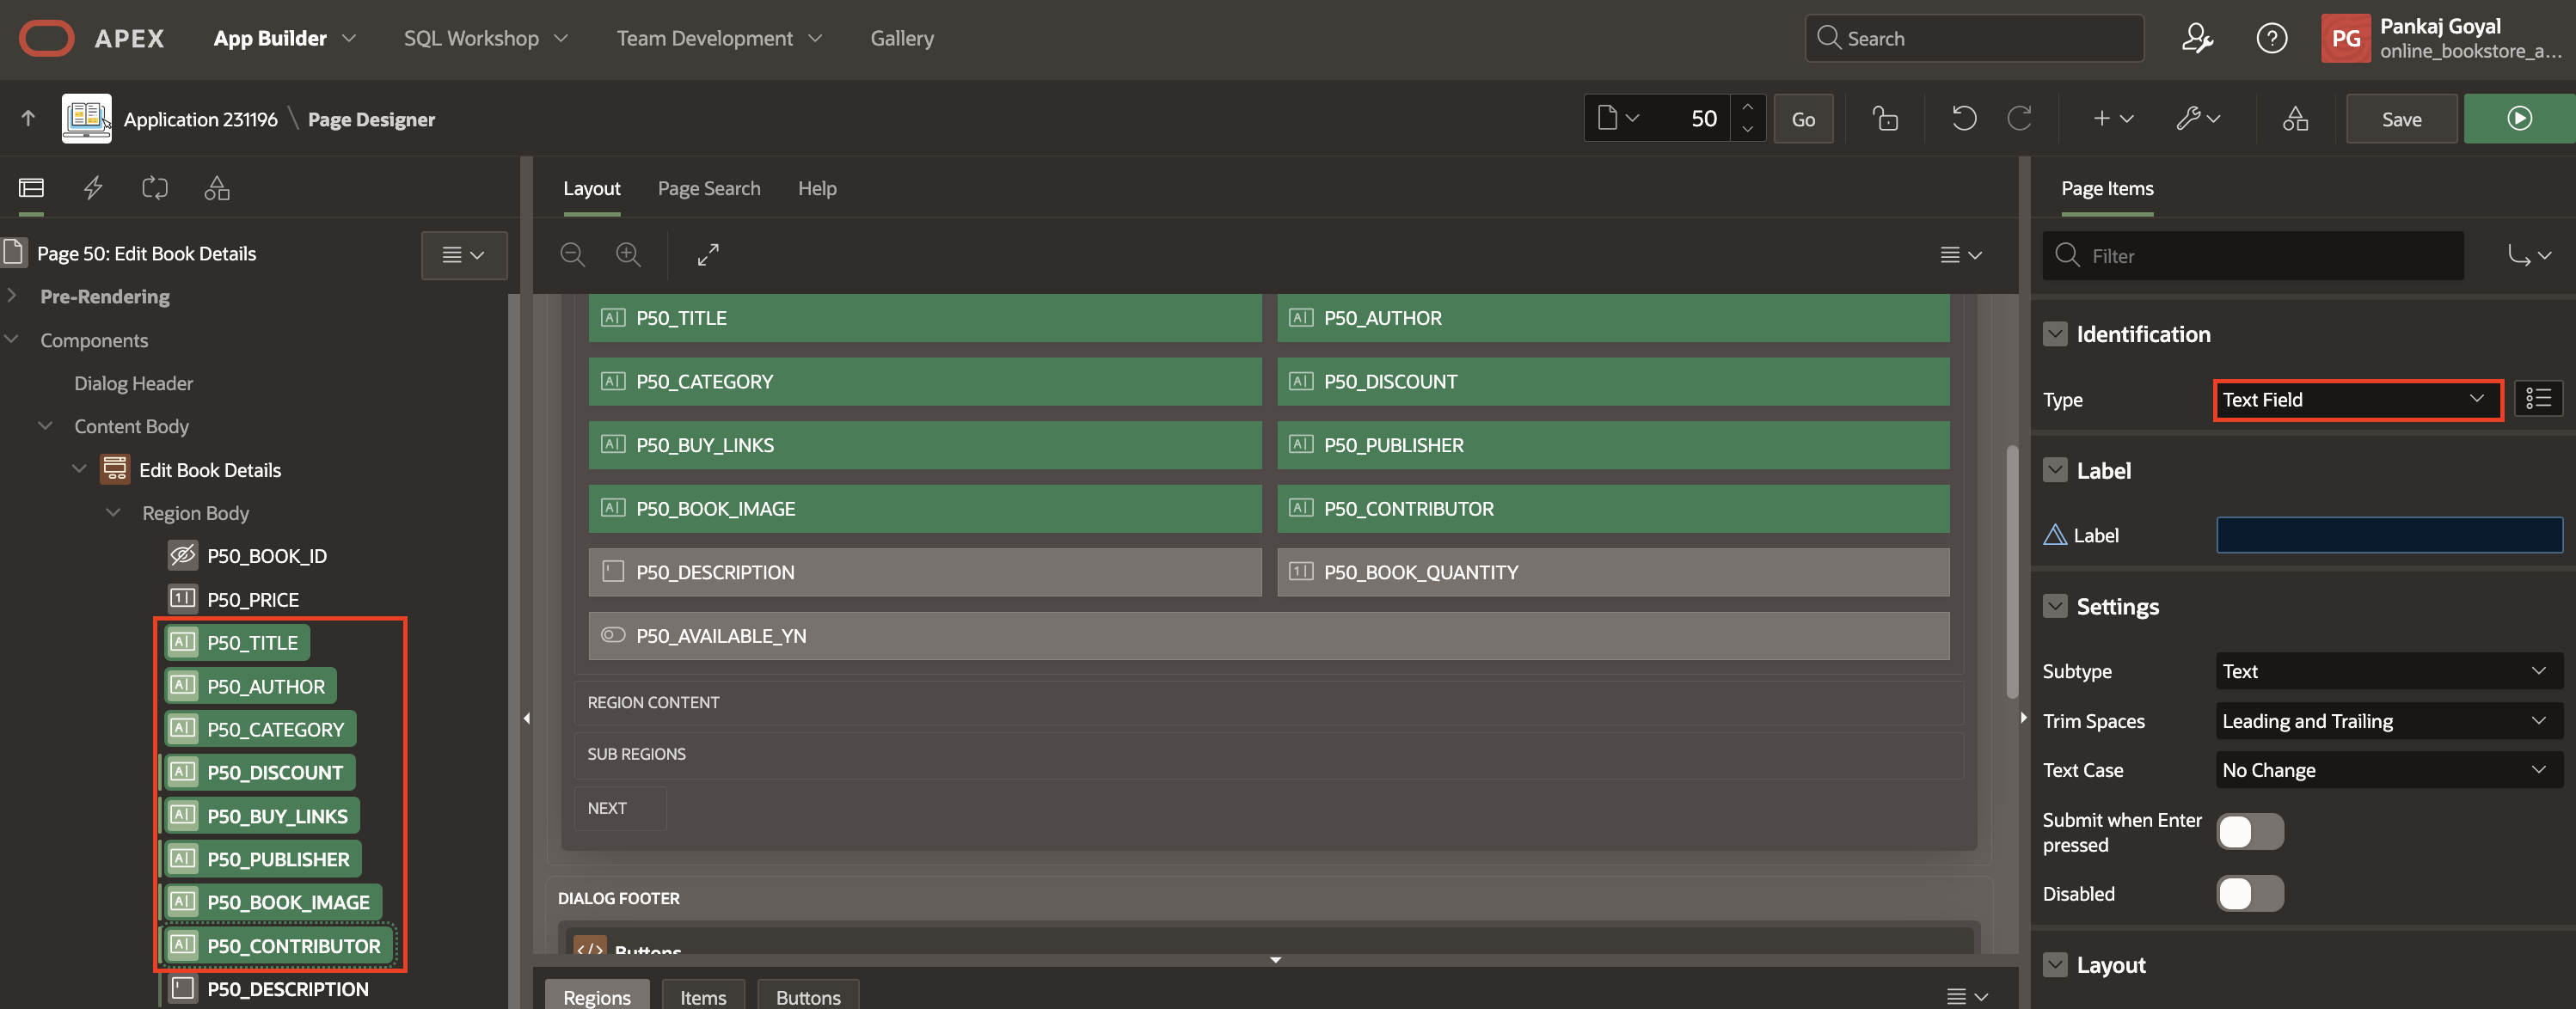 APEX App Builder SQL Workshop Team Development Gallery Search PG Pankaj Goyal
online_bookstore_a...
Application 231196 \ Page Designer 50 Go Save
Layout Page Search Help
Page Items
Page 50: Edit Book Details
Filter
Pre-Rendering
Components
Dialog Header
Content Body
Edit Book Details
Region Body
P50_BOOK_ID
P50_PRICE
P50_TITLE
P50_AUTHOR
P50_CATEGORY
P50_DISCOUNT
P50_BUY_LINKS
P50_PUBLISHER
P50_BOOK_IMAGE
P50_CONTRIBUTOR
P50_DESCRIPTION
P50_TITLE P50_AUTHOR
P50_CATEGORY P50_DISCOUNT
P50_BUY_LINKS P50_PUBLISHER
P50_BOOK_IMAGE P50_CONTRIBUTOR
P50_DESCRIPTION P50_BOOK_QUANTITY
P50_AVAILABLE_YN
REGION CONTENT
SUB REGIONS
NEXT
DIALOG FOOTER
Buttons
Regions Items Buttons
Identification
Type Text Field
Label
Label
Settings
Subtype Text
Trim Spaces Leading and Trailing
Text Case No Change
Submit when Enter
pressed
Disabled
Layout